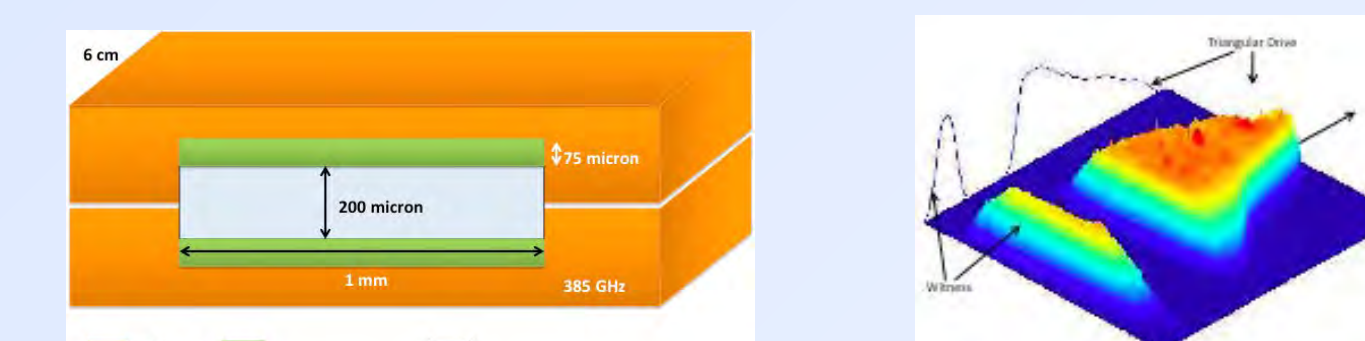 6 cm
75 micron
200 micron
1 mm
385 GHz
Triangular Drive
Witness